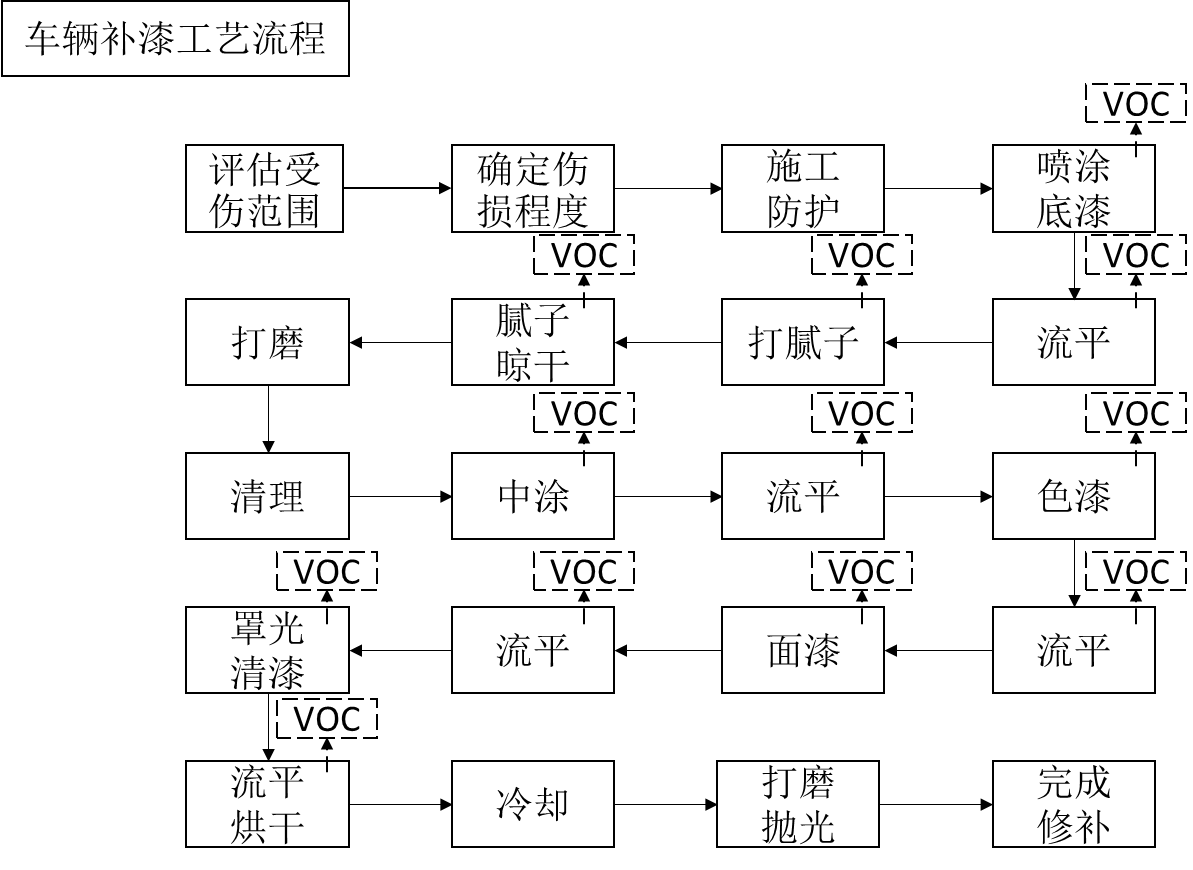 车辆补漆工艺流程
VOC
评估受
伤范围
确定伤
损程度
施工
防护
喷涂
底漆
VOC
VOC
VOC
打磨
腻子
晾干
打腻子
流平
VOC
VOC
VOC
清理
中涂
流平
色漆
VOC
VOC
VOC
VOC
罩光
清漆
流平
面漆
流平
VOC
流平
烘干
冷却
打磨
抛光
完成
修补